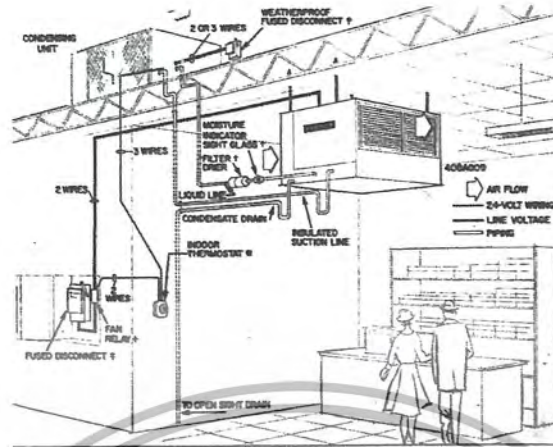 WEATHERPROOF
FUSED DISCONNECT ‡
2 OR 3 WIRES
CONDENSING
UNIT
MOISTURE
INDICATOR
SIGHT GLASS †
3 WIRES
FILTER †
DRIER
2 WIRES
LIQUID LINE
CONDENSATE DRAIN
INSULATED
SUCTION LINE
40BA009
AIR FLOW
24-VOLT WIRING
LINE VOLTAGE
PIPING
INDOOR
THERMOSTAT
2
WIRES
FAN
RELAY
FUSED DISCONNECT ‡
TO OPEN SIGHT DRAIN